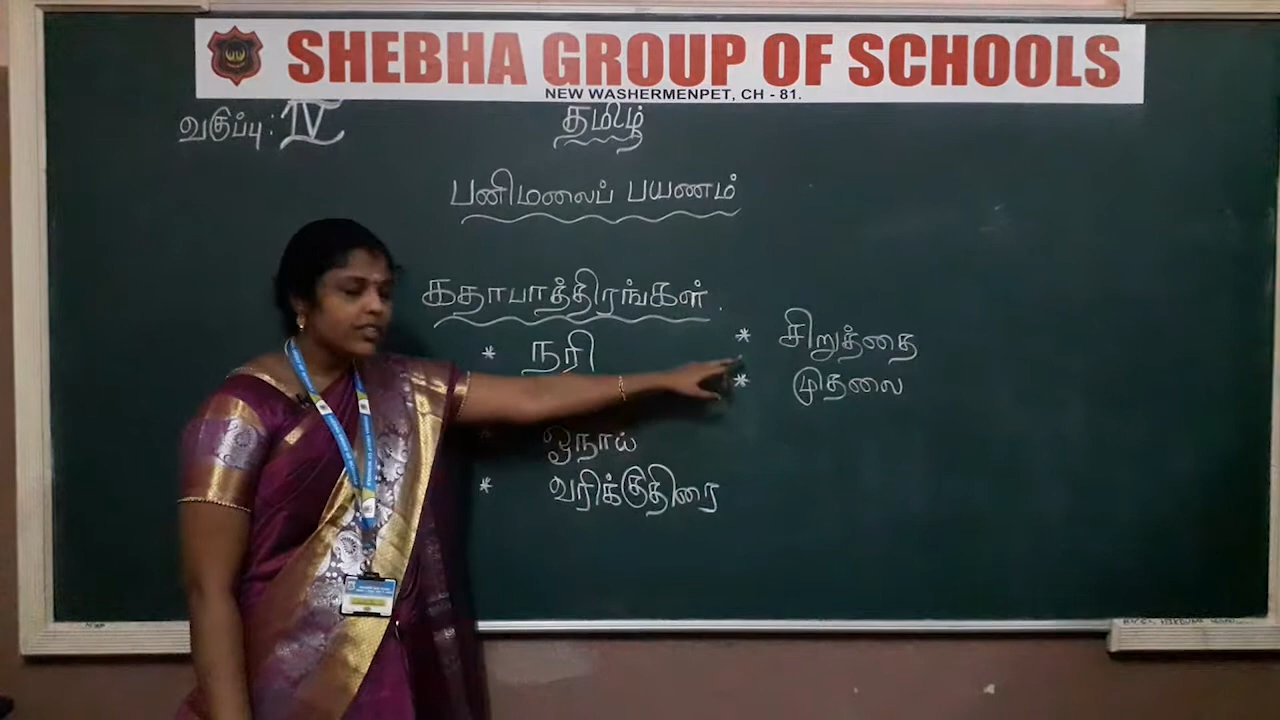 SHEBHA GROUP OF SCHOOLS
NEW WASHERMENPET, CH - 81.
வகுப்பு : IV
தமிழ்
பனிமலைப் பயணம்
கதாபாத்திரங்கள்.
* நரி
ஓநாய்
* வரிக்குதிரை
* சிறுத்தை
* முதலை